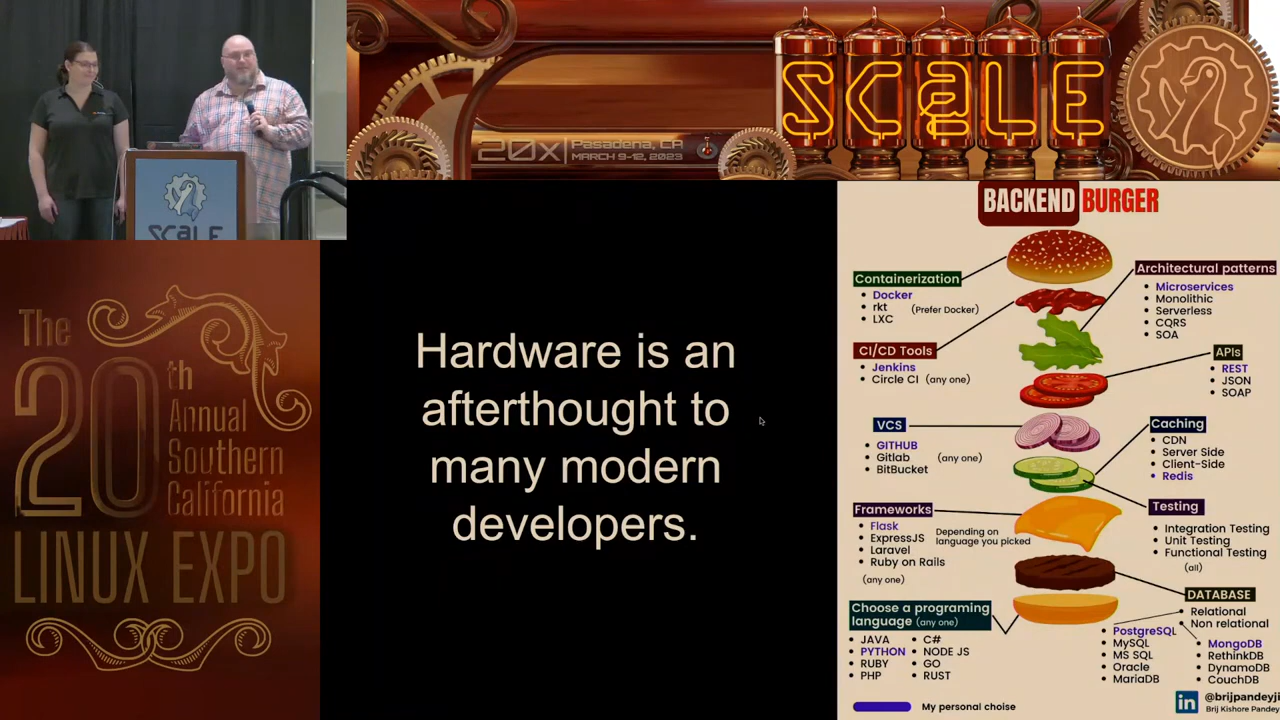 SCALE
20X
Pasadena, CA
MARCH 9-12, 2023
SCALE
The
20th
Annual
Southern
California
LINUX EXPO
Hardware is an
afterthought to
many modern
developers.
BACKEND BURGER
Containerization
• Docker
• rkt (Prefer Docker)
• LXC
Architectural patterns
• Microservices
• Monolithic
• Serverless
• CQRS
• SOA
CI/CD Tools
• Jenkins
• Circle CI (any one)
APIs
• REST
• JSON
• SOAP
VCS
• GITHUB
• Gitlab (any one)
• BitBucket
Caching
• CDN
• Server Side
• Client-Side
• Redis
Frameworks
• Flask
• ExpressJS
• Laravel
• Ruby on Rails
(any one)
Depending on
language you picked
Testing
• Integration Testing
• Unit Testing
• Functional Testing
(all)
Choose a programing
language (any one)
• JAVA
• PYTHON
• RUBY
• PHP
• C#
• NODE JS
• GO
• RUST
DATABASE
• Relational
• Non relational
• PostgreSQL
• MySQL
• MS SQL
• Oracle
• MariaDB
• MongoDB
• RethinkDB
• DynamoDB
• CouchDB
My personal choise
in
@brijpandeyji
Brij Kishore Pandey